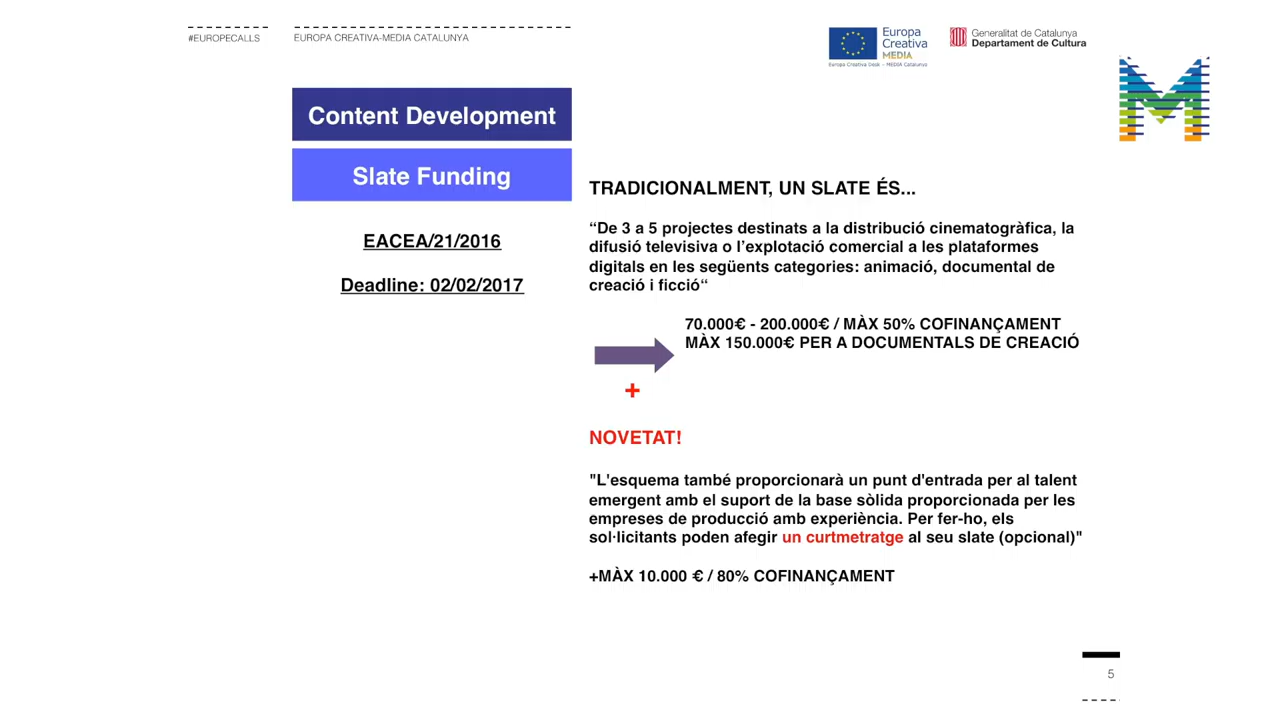 #EUROPECALLS
EUROPA CREATIVA-MEDIA CATALUNYA
Europa
Creativa
MEDIA
Europa Creativa Desk – MEDIA Catalunya
Generalitat de Catalunya
Departament de Cultura
Content Development
Slate Funding
EACEA/21/2016
Deadline: 02/02/2017
TRADICIONALMENT, UN SLATE ÉS...
“De 3 a 5 projectes destinats a la distribució cinematogràfica, la
difusió televisiva o l’explotació comercial a les plataformes
digitals en les següents categories: animació, documental de
creació i ficció“
70.000€ - 200.000€ / MÀX 50% COFINANÇAMENT
MÀX 150.000€ PER A DOCUMENTALS DE CREACIÓ
+
NOVETAT!
"L'esquema també proporcionarà un punt d'entrada per al talent
emergent amb el suport de la base sòlida proporcionada per les
empreses de producció amb experiència. Per fer-ho, els
sol·licitants poden afegir un curtmetratge al seu slate (opcional)"
+MÀX 10.000 € / 80% COFINANÇAMENT
5